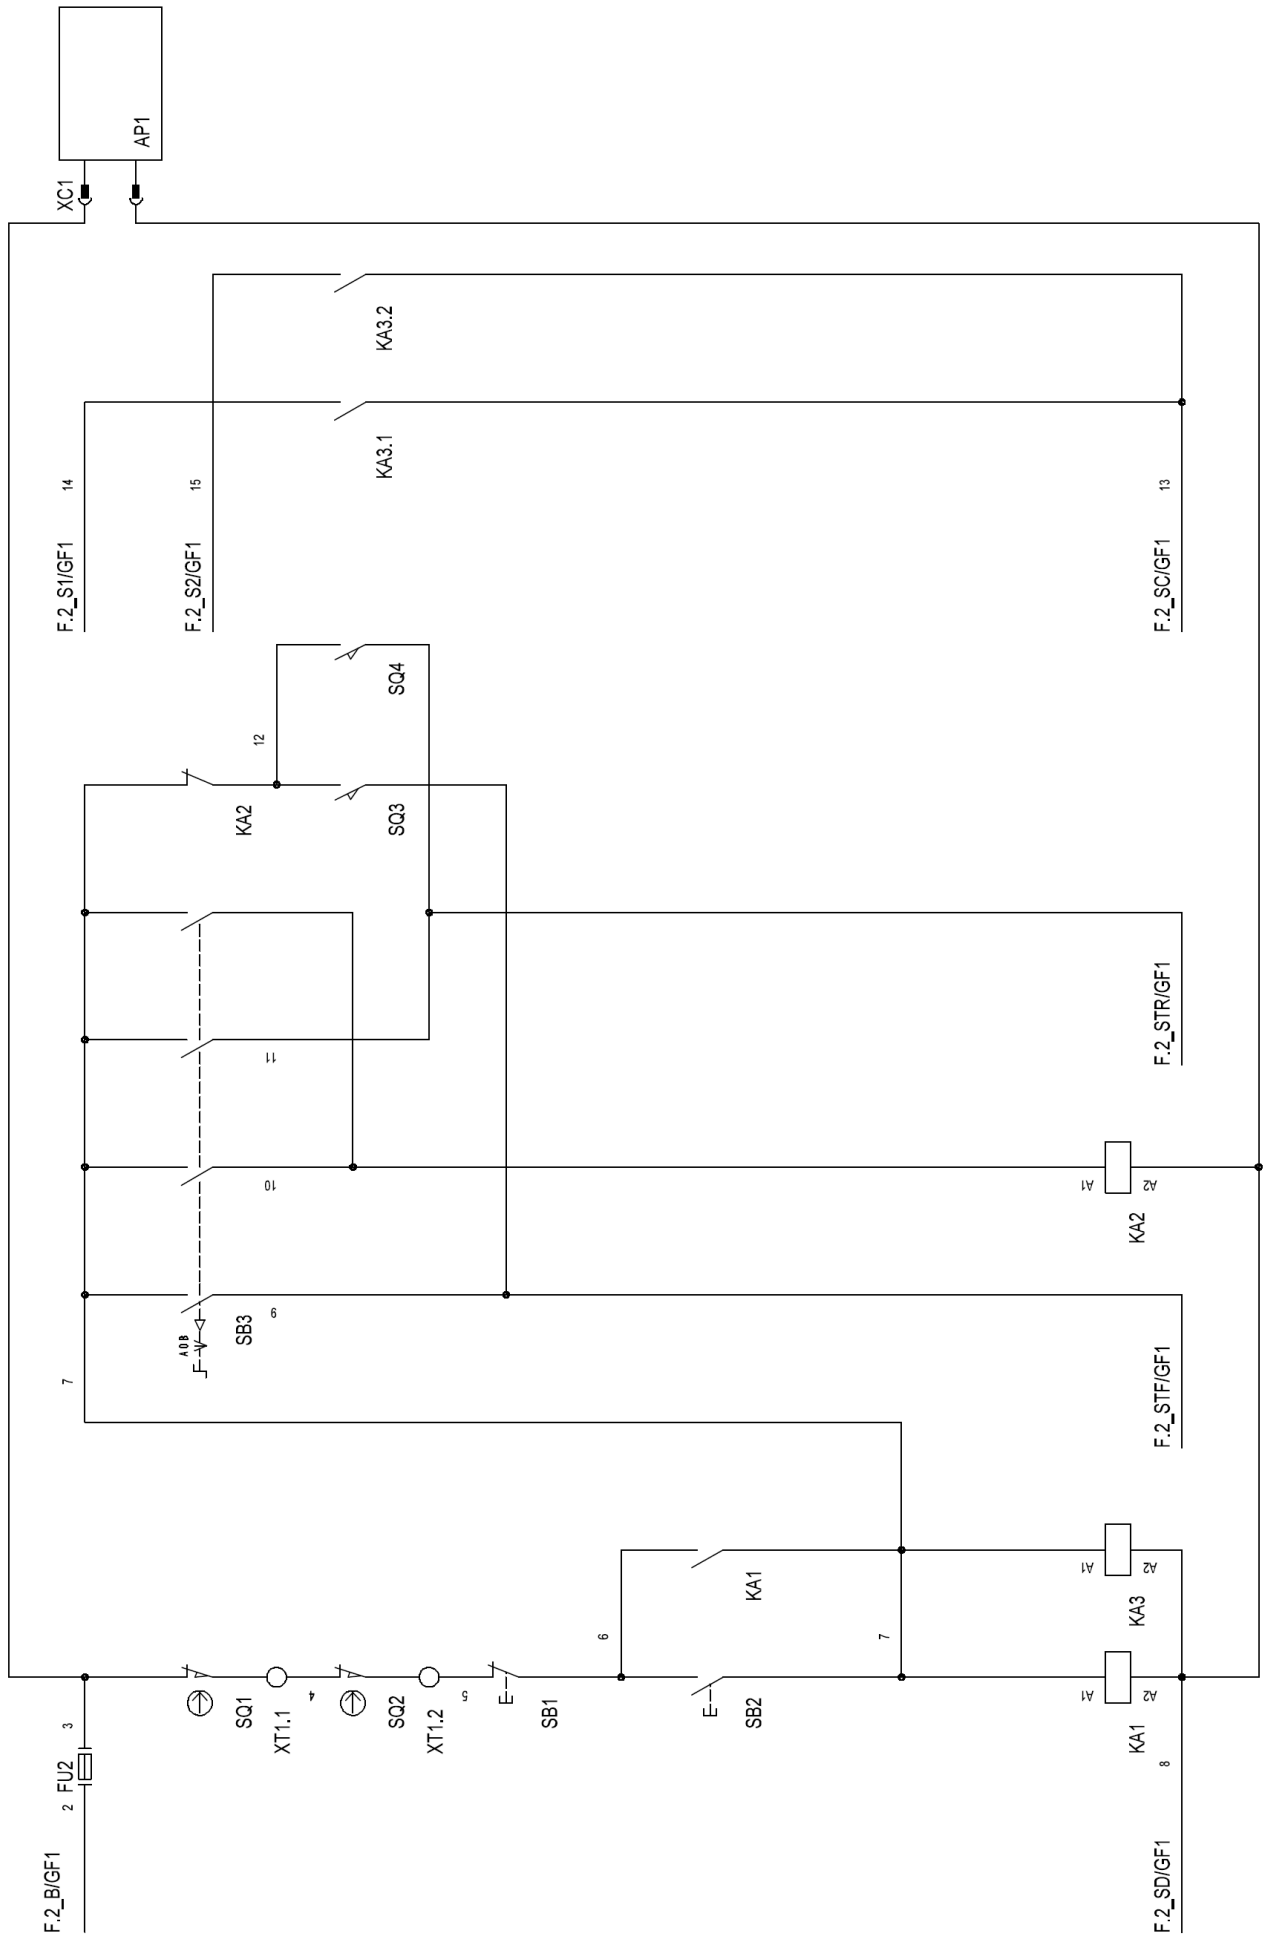 F.2_B/GF1
2
FU2
3
SQ1
XT1.1
4
SQ2
XT1.2
5
SB1
6
SB2
KA1
7
A1
A2
KA1
8
F.2_SD/GF1
A1
A2
KA3
7
A 0 B
SB3
9
F.2_STF/GF1
10
A1
A2
KA2
11
F.2_STR/GF1
KA2
12
SQ3
SQ4
F.2_S1/GF1
14
F.2_S2/GF1
15
F.2_SC/GF1
13
KA3.1
KA3.2
XC1
AP1